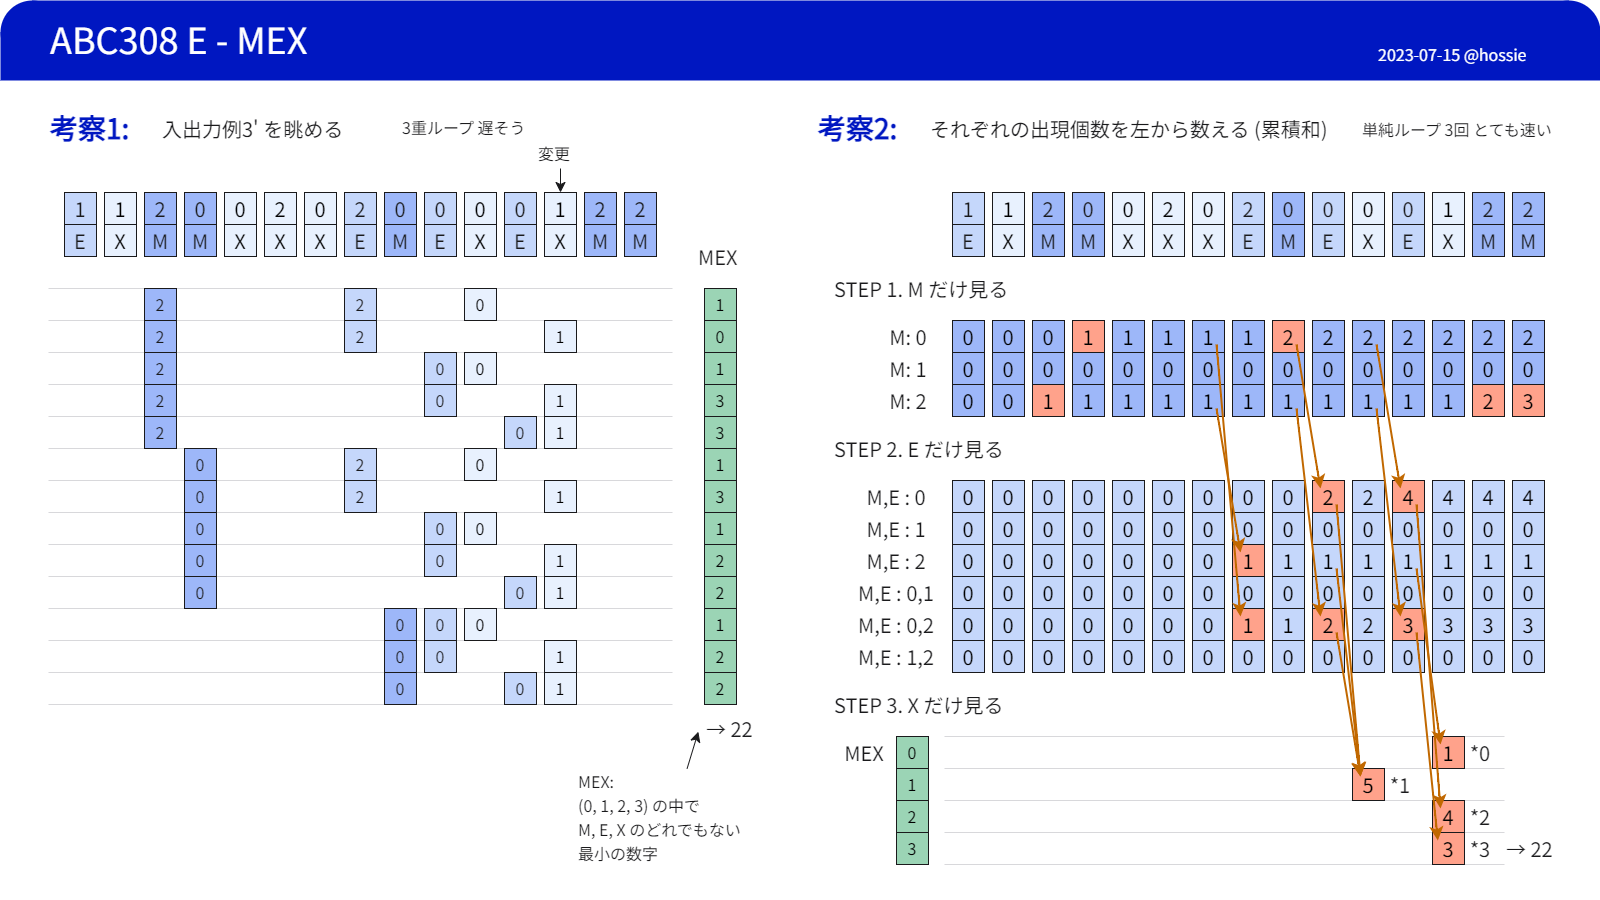 ABC308 E - MEX
2023-07-15 @hossie
考察1: 入出力例3' を眺める 3重ループ 遅そう
変更
1 1 2 0 0 2 0 2 0 0 0 0 1 2 2
E X M M X X X E M E X E X M M
MEX
2 2 0 1
2 2 1 0
2 0 0 1
2 0 1 3
2 0 1 3
0 2 0 1
0 2 1 3
0 0 0 1
0 0 1 2
0 0 1 2
0 0 0 1
0 0 1 2
0 0 1 2
→ 22
MEX:
(0, 1, 2, 3) の中で
M, E, X のどれでもない
最小の数字
考察2: それぞれの出現個数を左から数える (累積和) 単純ループ 3回 とても速い
1 1 2 0 0 2 0 2 0 0 0 0 1 2 2
E X M M X X X E M E X E X M M
STEP 1. M だけ見る
M: 0 0 0 0 1 1 1 1 1 2 2 2 2 2 2 2
M: 1 0 0 0 0 0 0 0 0 0 0 0 0 0 0 0
M: 2 0 0 1 1 1 1 1 1 1 1 1 1 1 2 3
STEP 2. E だけ見る
M,E : 0 0 0 0 0 0 0 0 0 0 2 2 4 4 4 4
M,E : 1 0 0 0 0 0 0 0 0 0 0 0 0 0 0 0
M,E : 2 0 0 0 0 0 0 0 1 1 1 1 1 1 1 1
M,E : 0,1 0 0 0 0 0 0 0 0 0 0 0 0 0 0 0
M,E : 0,2 0 0 0 0 0 0 0 1 1 2 2 3 3 3 3
M,E : 1,2 0 0 0 0 0 0 0 0 0 0 0 0 0 0 0
STEP 3. X だけ見る
MEX 0 1 *0
1 5 *1
2 4 *2
3 3 *3 → 22